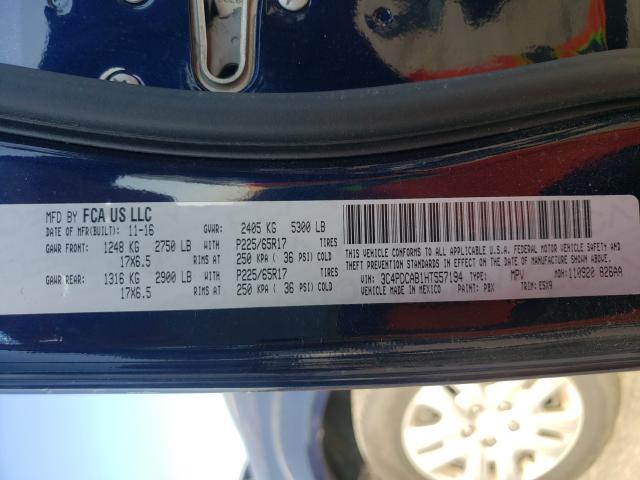 MFD BY FCA US LLC
DATE OF MFR(BUILT): 11-16 GVWR: 2405 KG 5300 LB
GAWR FRONT: 1248 KG 2750 LB WITH P225/65R17 TIRES
17X6.5 RIMS AT 250 KPA ( 36 PSI) COLD
GAWR REAR: 1316 KG 2900 LB WITH P225/65R17 TIRES
17X6.5 RIMS AT 250 KPA ( 36 PSI) COLD
THIS VEHICLE CONFORMS TO ALL APPLICABLE U.S. FEDERAL MOTOR VEHICLE SAFETY AND
THEFT PREVENTION STANDARDS IN EFFECT ON THE DATE OF MANUFACTURE SHOWN ABOVE.
VIN: 3C4PDCAB1HT557194 TYPE: MPV MDH: 110920 826AA
VEHICLE MADE IN MEXICO PAINT: PBX TRIM: E5X9